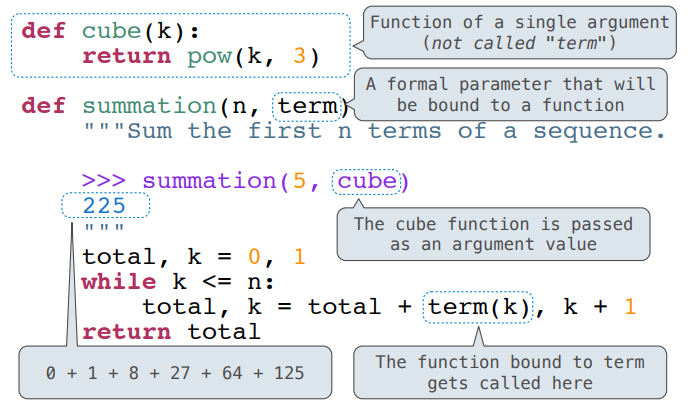 def cube(k):
return pow(k, 3)
Function of a single argument
(not called "term")
def summation(n, term)
A formal parameter that will
be bound to a function
"""Sum the first n terms of a sequence.
>>> summation(5, cube)
225
"""
The cube function is passed
as an argument value
total, k = 0, 1
while k <= n:
total, k = total + term(k), k + 1
return total
0 + 1 + 8 + 27 + 64 + 125
The function bound to term
gets called here